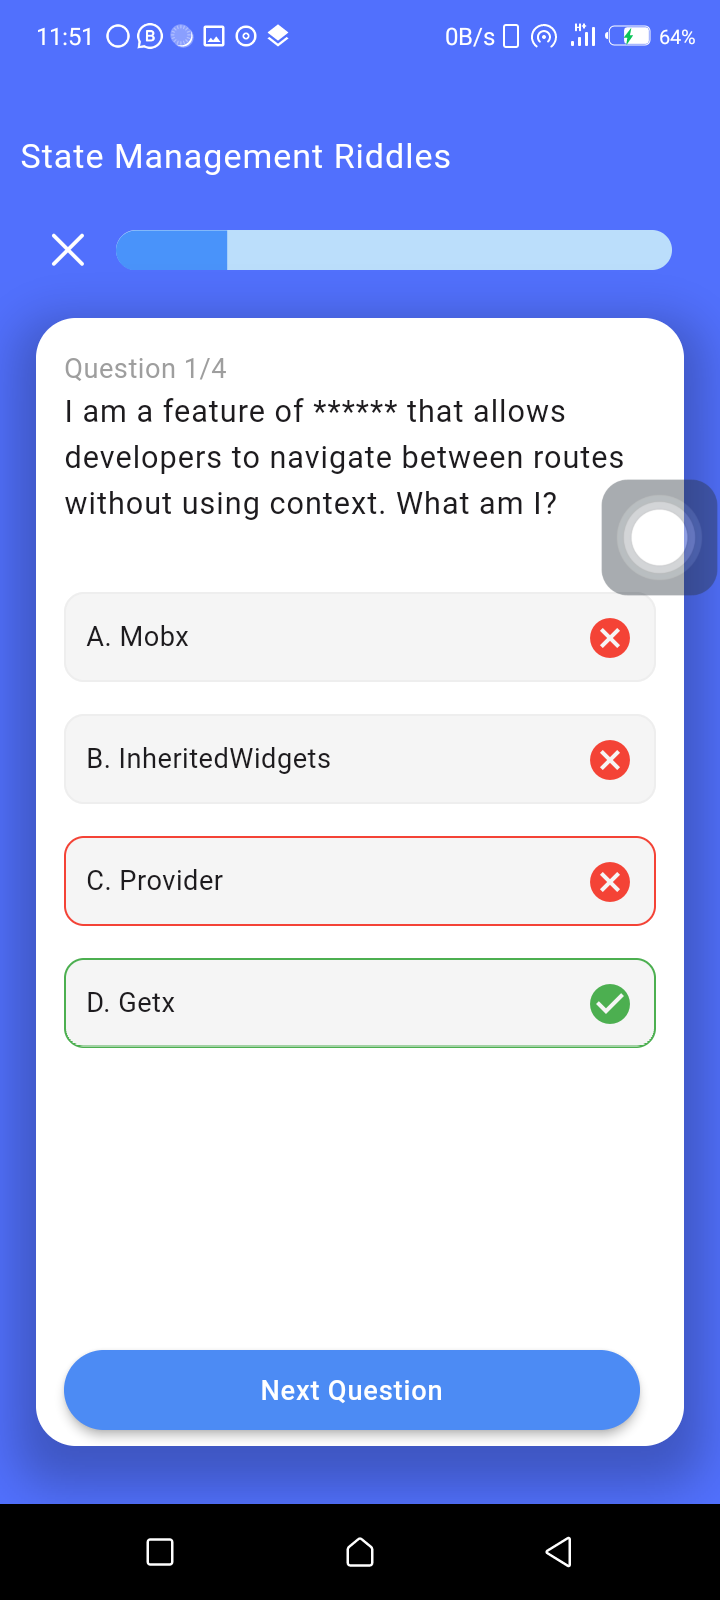 11:51 B 0B/s H+ 64%
State Management Riddles
Question 1/4
I am a feature of ****** that allows
developers to navigate between routes
without using context. What am I?
A. Mobx
B. InheritedWidgets
C. Provider
D. Getx
Next Question